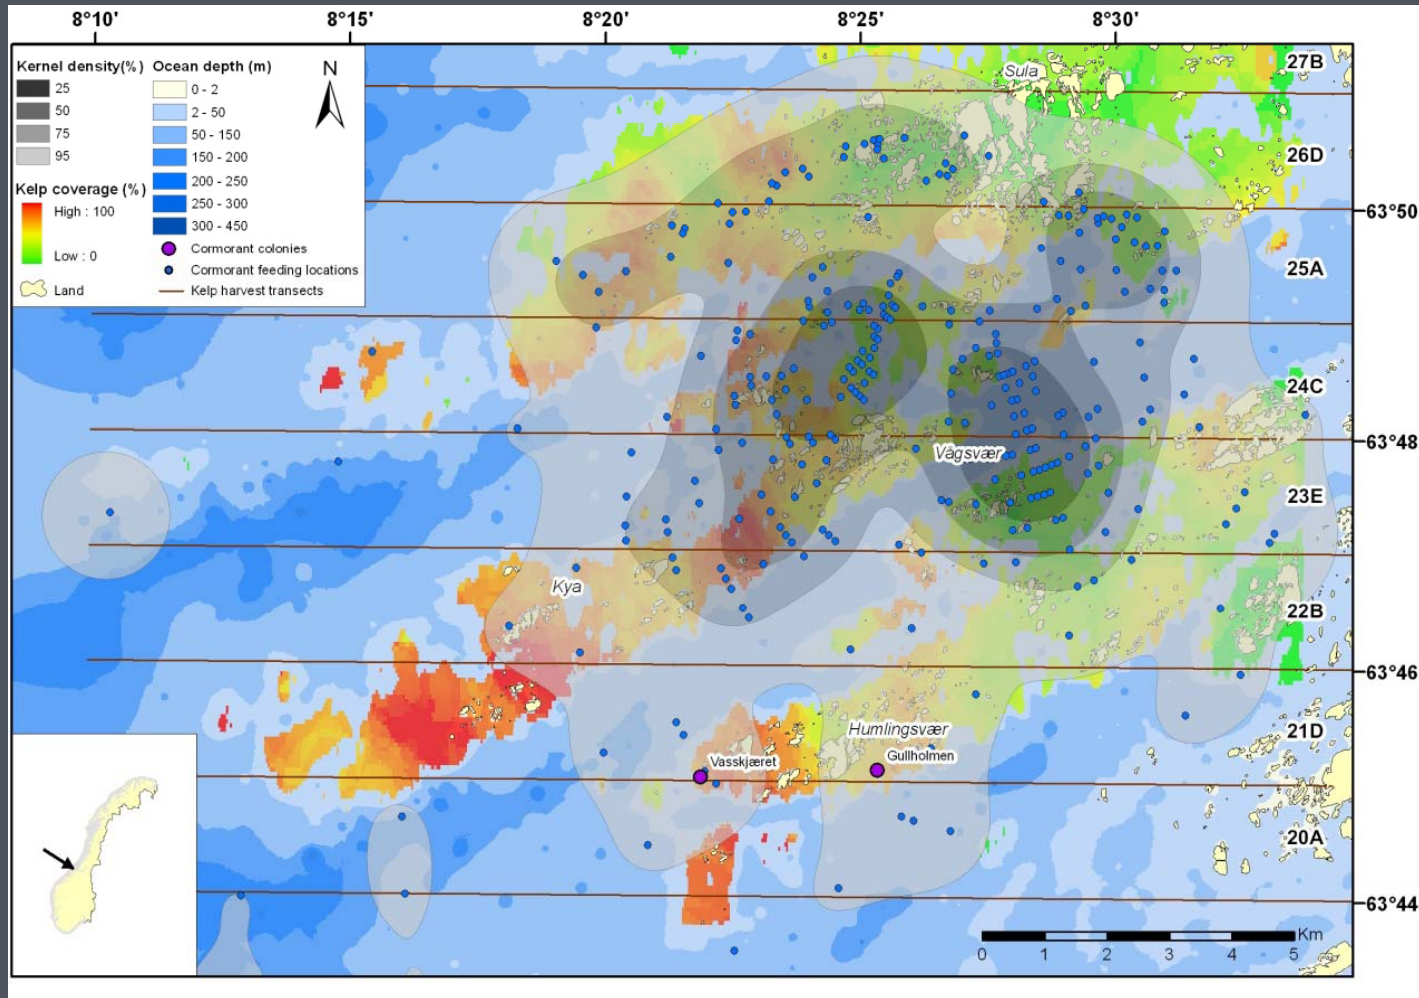 8°10' 8°15' 8°20' 8°25' 8°30'
Kernel density(%)
25
50
75
95
Kelp coverage (%)
High : 100
Low : 0
Land
Ocean depth (m)
0 - 2
2 - 50
50 - 150
150 - 200
200 - 250
250 - 300
300 - 450
Cormorant colonies
Cormorant feeding locations
Kelp harvest transects
N
Sula
27B
26D
63°50
25A
24C
63°48
Vågsvær
23E
Kya
22B
63°46
21D
Humlingsvær
Vasskjæret
Gullholmen
20A
63°44
Km
0 1 2 3 4 5